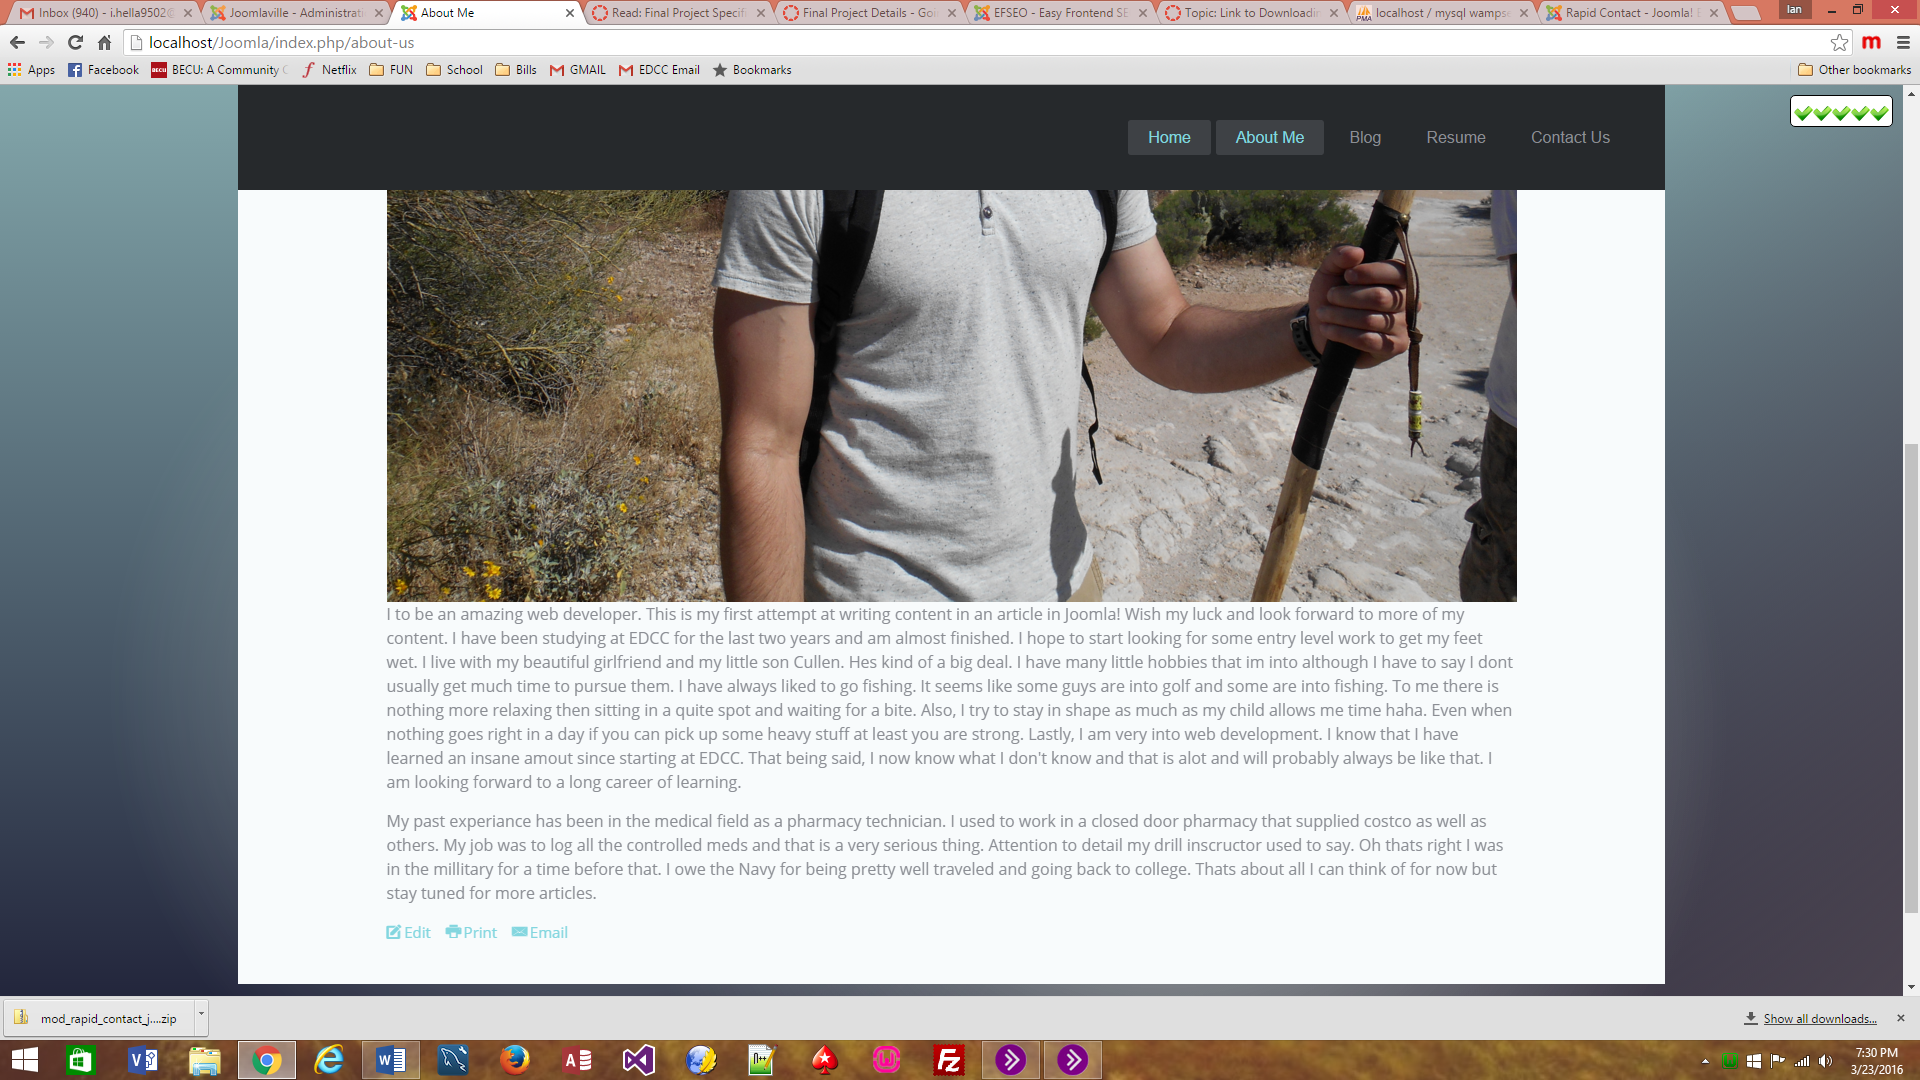 Inbox (940) - i.hella9502@
Joomlaville - Administrati
About Me
Read: Final Project Specifi
Final Project Details - Goi
EFSEO - Easy Frontend SE
Topic: Link to Downloadin
localhost / mysql wampse
Rapid Contact - Joomla! E
Ian
localhost/Joomla/index.php/about-us
Apps
Facebook
BECU: A Community C
Netflix
FUN
School
Bills
GMAIL
EDCC Email
Bookmarks
Other bookmarks
Home
About Me
Blog
Resume
Contact Us
I to be an amazing web developer. This is my first attempt at writing content in an article in Joomla! Wish my luck and look forward to more of my
content. I have been studying at EDCC for the last two years and am almost finished. I hope to start looking for some entry level work to get my feet
wet. I live with my beautiful girlfriend and my little son Cullen. Hes kind of a big deal. I have many little hobbies that im into although I have to say I dont
usually get much time to pursue them. I have always liked to go fishing. It seems like some guys are into golf and some are into fishing. To me there is
nothing more relaxing then sitting in a quite spot and waiting for a bite. Also, I try to stay in shape as much as my child allows me time haha. Even when
nothing goes right in a day if you can pick up some heavy stuff at least you are strong. Lastly, I am very into web development. I know that I have
learned an insane amout since starting at EDCC. That being said, I now know what I don't know and that is alot and will probably always be like that. I
am looking forward to a long career of learning.
My past experiance has been in the medical field as a pharmacy technician. I used to work in a closed door pharmacy that supplied costco as well as
others. My job was to log all the controlled meds and that is a very serious thing. Attention to detail my drill inscructor used to say. Oh thats right I was
in the millitary for a time before that. I owe the Navy for being pretty well traveled and going back to college. Thats about all I can think of for now but
stay tuned for more articles.
Edit
Print
Email
mod_rapid_contact_j....zip
Show all downloads...
7:30 PM
3/23/2016